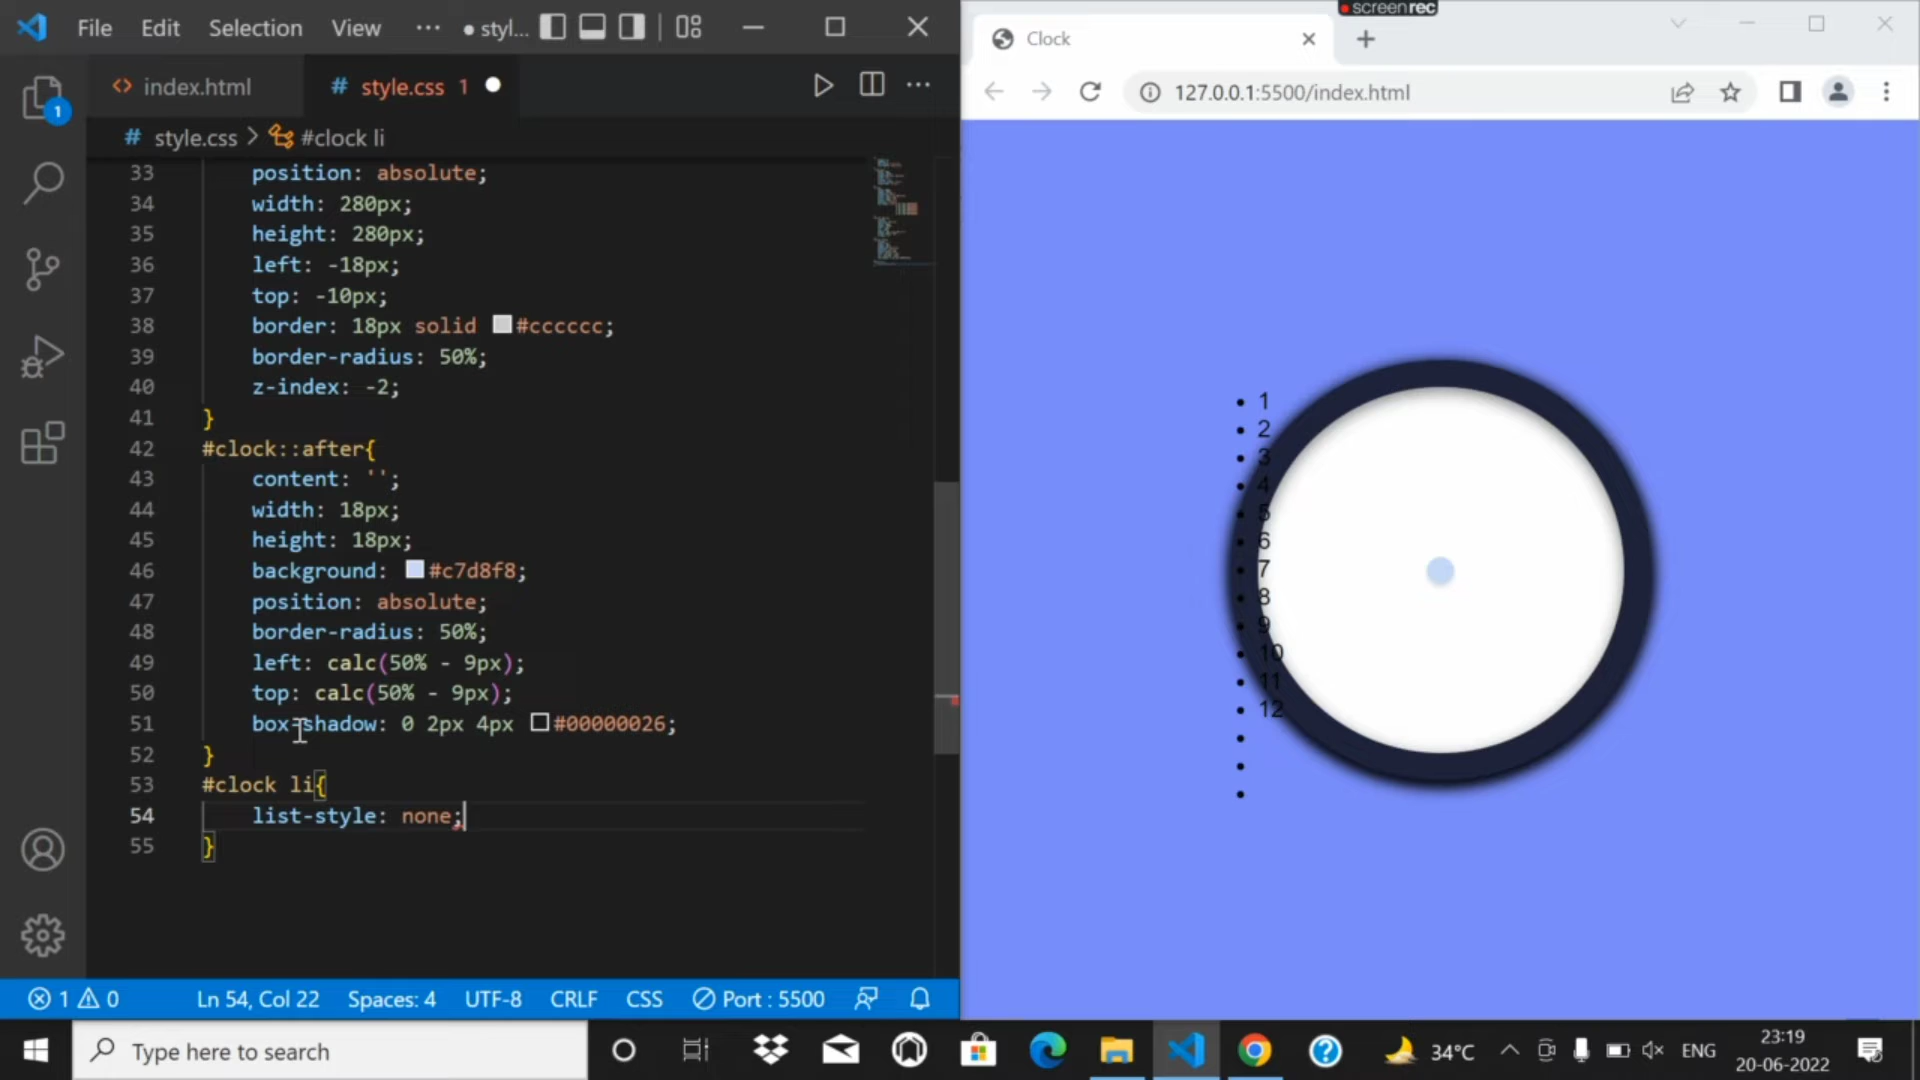 File Edit Selection View ··· ● styl...
index.html
# style.css 1
# style.css > #clock li
33 position: absolute;
34 width: 280px;
35 height: 280px;
36 left: -18px;
37 top: -10px;
38 border: 18px solid #cccccc;
39 border-radius: 50%;
40 z-index: -2;
41 }
42 #clock::after{
43 content: '';
44 width: 18px;
45 height: 18px;
46 background: #c7d8f8;
47 position: absolute;
48 border-radius: 50%;
49 left: calc(50% - 9px);
50 top: calc(50% - 9px);
51 box-shadow: 0 2px 4px #00000026;
52 }
53 #clock li{
54 list-style: none;
55 }
1
1 0 Ln 54, Col 22 Spaces: 4 UTF-8 CRLF CSS Port : 5500
screenrec
Clock
127.0.0.1:5500/index.html
• 1
• 2
• 3
• 4
• 5
• 6
• 7
• 8
• 9
• 10
• 11
• 12
•
•
•
Type here to search
34°C
ENG
23:19
20-06-2022